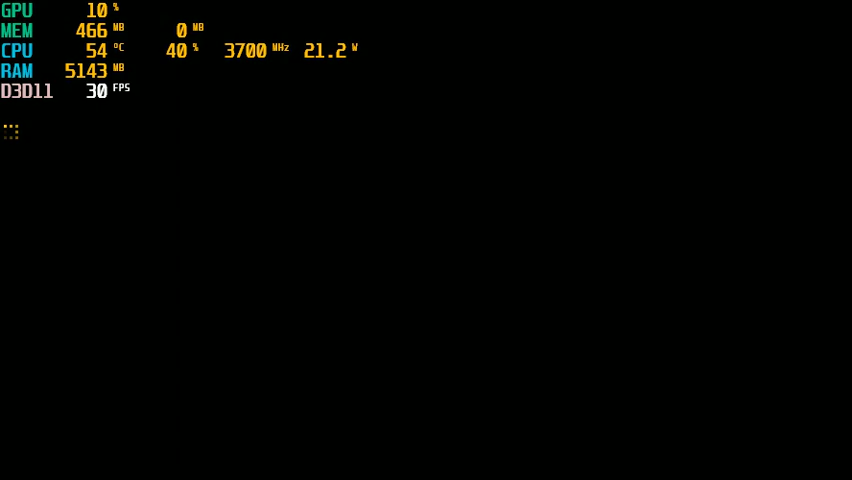 GPU 10 %
MEM 466 MB 0 MB
CPU 54 °C 40 % 3700 MHz 21.2 W
RAM 5143 MB
D3D11 30 FPS